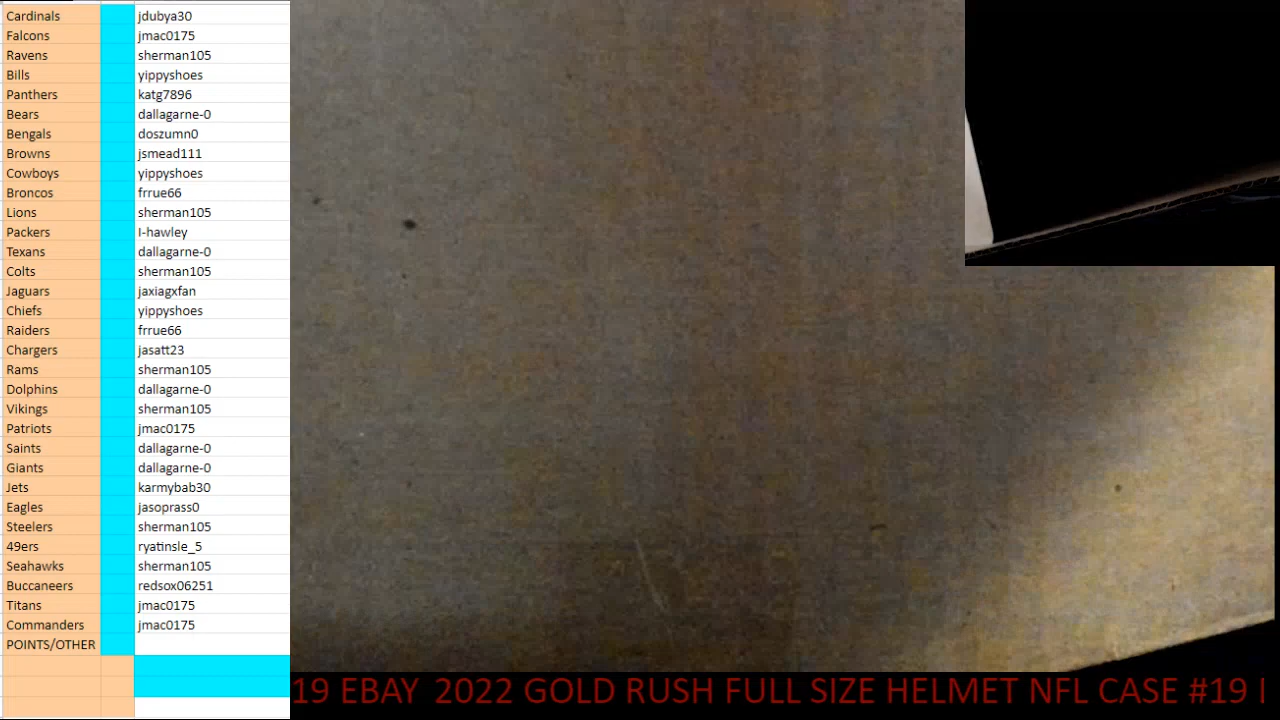 Cardinals jdubya30
Falcons jmac0175
Ravens sherman105
Bills yippyshoes
Panthers katg7896
Bears dallagarne-0
Bengals doszumn0
Browns jsmead111
Cowboys yippyshoes
Broncos frrue66
Lions sherman105
Packers I-hawley
Texans dallagarne-0
Colts sherman105
Jaguars jaxiagxfan
Chiefs yippyshoes
Raiders frrue66
Chargers jasatt23
Rams sherman105
Dolphins dallagarne-0
Vikings sherman105
Patriots jmac0175
Saints dallagarne-0
Giants dallagarne-0
Jets karmybab30
Eagles jasoprass0
Steelers sherman105
49ers ryatinsle_5
Seahawks sherman105
Buccaneers redsox06251
Titans jmac0175
Commanders jmac0175
POINTS/OTHER
19 EBAY 2022 GOLD RUSH FULL SIZE HELMET NFL CASE #19